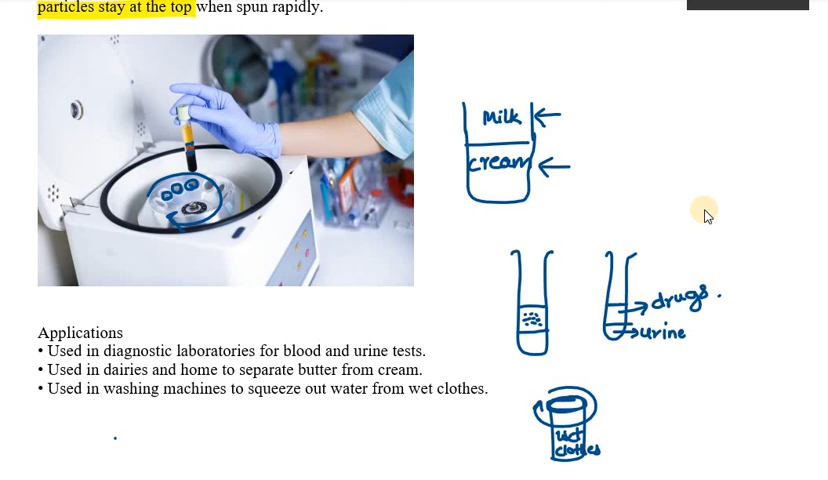 particles stay at the top when spun rapidly.
Milk
cream
drugs.
urine
Applications
• Used in diagnostic laboratories for blood and urine tests.
• Used in dairies and home to separate butter from cream.
• Used in washing machines to squeeze out water from wet clothes.
clothes